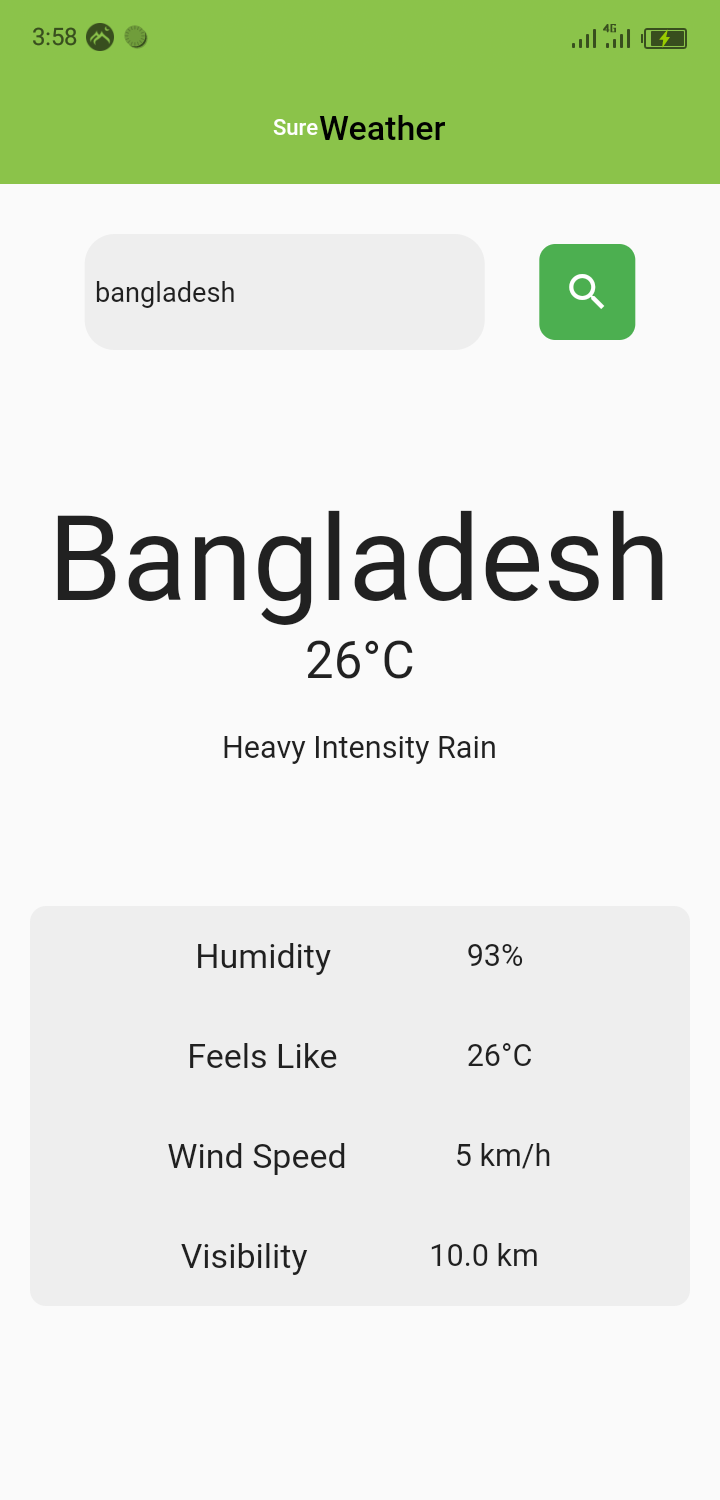 3:58 4G
SureWeather
bangladesh
Bangladesh
26°C
Heavy Intensity Rain
Humidity 93%
Feels Like 26°C
Wind Speed 5 km/h
Visibility 10.0 km